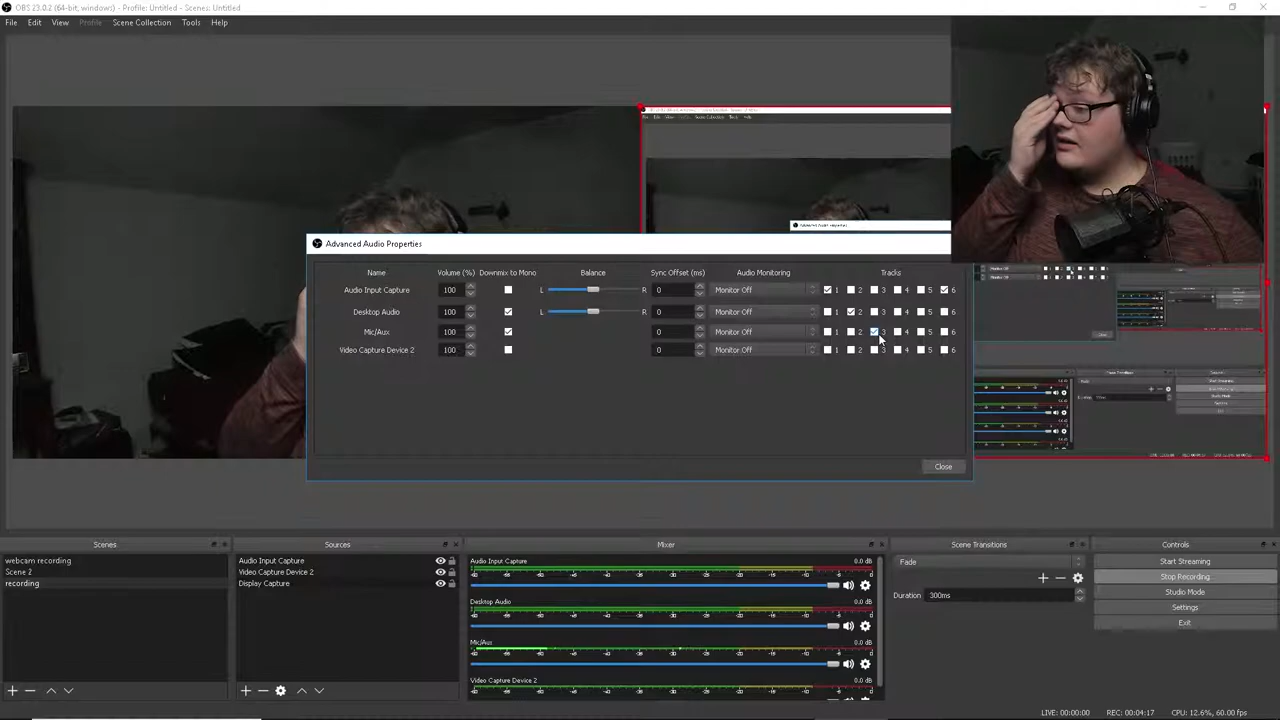 OBS 23.0.2 (64-bit, windows) - Profile: Untitled - Scenes: Untitled
File Edit View Profile Scene Collection Tools Help
Advanced Audio Properties
Name Volume (%) Downmix to Mono Balance Sync Offset (ms) Audio Monitoring Tracks
Audio Input Capture 100 L R 0 Monitor Off 1 2 3 4 5 6
Desktop Audio 100 L R 0 Monitor Off 1 2 3 4 5 6
Mic/Aux 100 0 Monitor Off 1 2 3 4 5 6
Video Capture Device 2 100 0 Monitor Off 1 2 3 4 5 6
Close
Scenes
webcam recording
Scene 2
recording
Sources
Audio Input Capture
Video Capture Device 2
Display Capture
Mixer
Audio Input Capture 0.0 dB
Desktop Audio 0.0 dB
Mic/Aux 0.0 dB
Video Capture Device 2 0.0 dB
Scene Transitions
Fade
Duration 300ms
Controls
Start Streaming
Stop Recording
Studio Mode
Settings
Exit
LIVE: 00:00:00 REC: 00:04:17 CPU: 12.6%, 60.00 fps